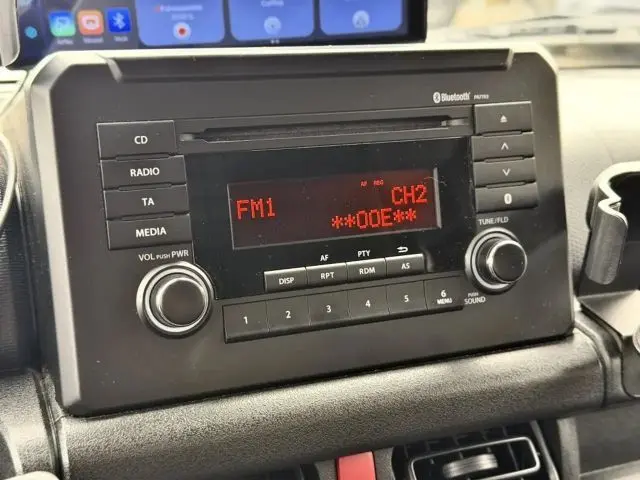 Bluetooth
CD
RADIO
TA
MEDIA
VOL PUSH PWR
AF REG
FM1
CH2
**OOE**
TUNE/FLD
AF
PTY
DISP
RPT
RDM
AS
1
2
3
4
5
6
MENU
PUSH
SOUND